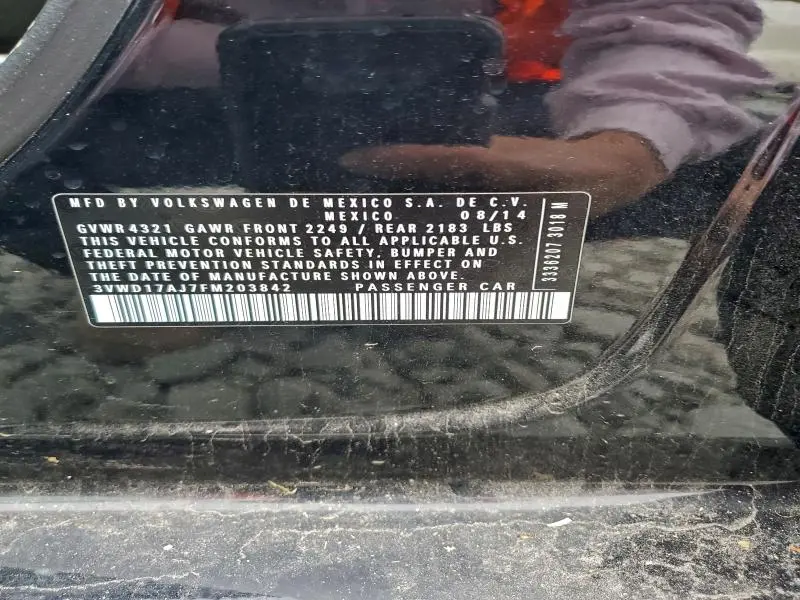 MFD BY VOLKSWAGEN DE MEXICO S.A. DE C.V.
MEXICO 08/14
GVWR 4321 GAWR FRONT 2249 / REAR 2183 LBS
THIS VEHICLE CONFORMS TO ALL APPLICABLE U.S.
FEDERAL MOTOR VEHICLE SAFETY, BUMPER AND
THEFT PREVENTION STANDARDS IN EFFECT ON
THE DATE OF MANUFACTURE SHOWN ABOVE.
3VWD17AJ7FM203842 PASSENGER CAR
3336207 3018 M